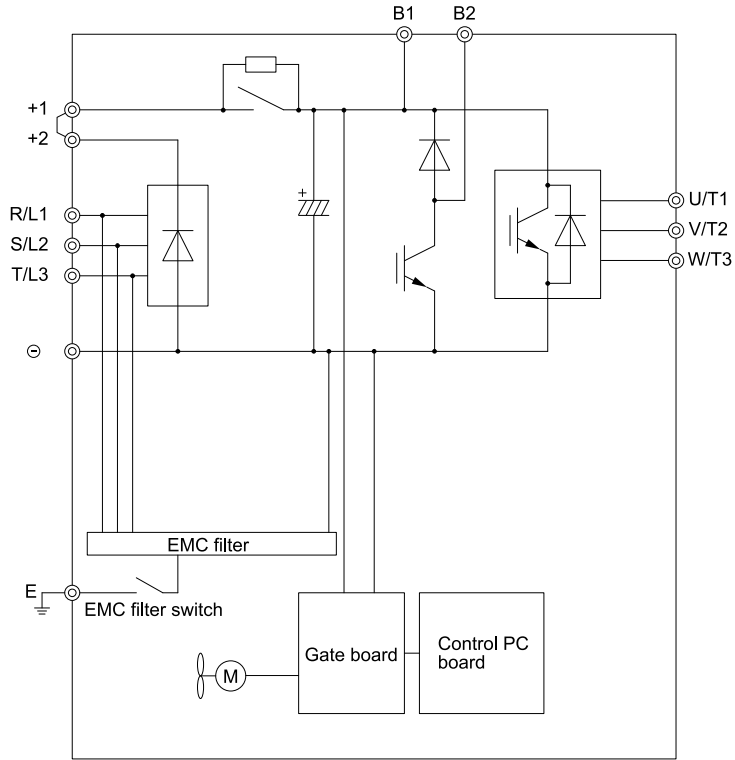 B1
B2
+1
+2
R/L1
S/L2
T/L3
⊖
+
U/T1
V/T2
W/T3
EMC filter
E
EMC filter switch
M
Gate board
Control PC
board